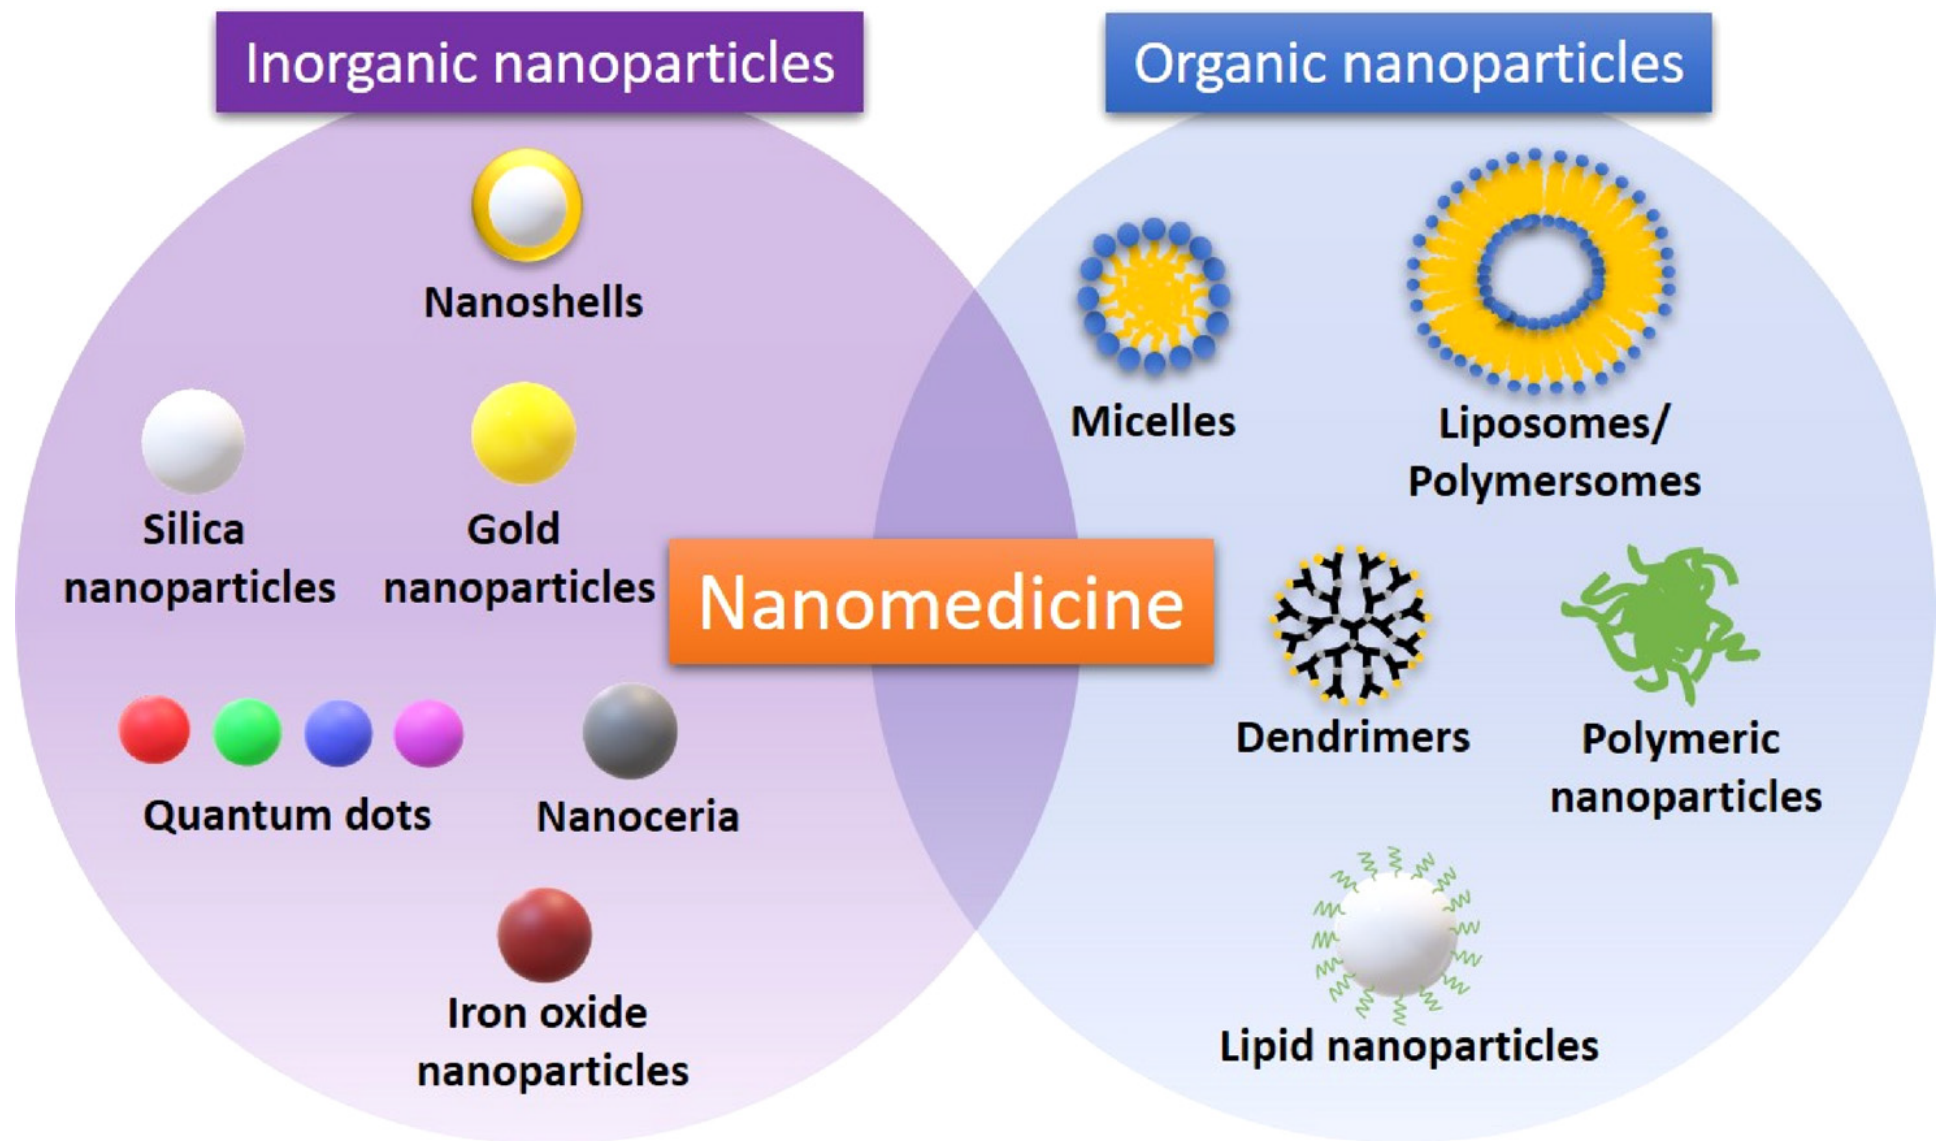 Inorganic nanoparticles
Organic nanoparticles
Nanoshells
Silica
nanoparticles
Gold
nanoparticles
Quantum dots
Nanoceria
Iron oxide
nanoparticles
Nanomedicine
Micelles
Liposomes/
Polymersomes
Dendrimers
Polymeric
nanoparticles
Lipid nanoparticles